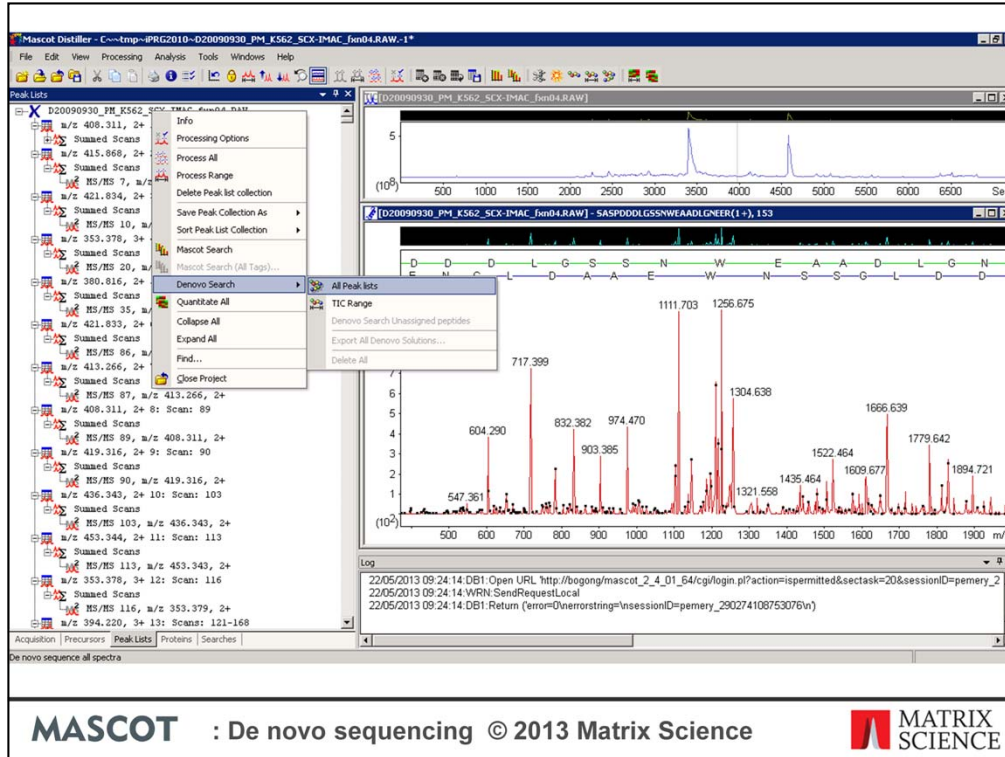 Mascot Distiller - C~~tmp~iPRG2010~D20090930_PM_K562_SCX-IMAC_fxn04.RAW.-1*
File Edit View Processing Analysis Tools Windows Help
Peak Lists
D20090930_PM_K562_SCX-IMAC_fxn04.RAW
m/z 408.311, 2+
Summed Scans
m/z 415.868, 2+
Summed Scans
MS/MS 7, m/z
m/z 421.834, 2+
Summed Scans
MS/MS 10, m/
m/z 353.378, 3+
Summed Scans
MS/MS 20, m/
m/z 380.816, 2+
Summed Scans
MS/MS 35, m/
m/z 421.833, 2+
Summed Scans
MS/MS 86, m/
m/z 413.266, 2+
Summed Scans
MS/MS 87, m/z 413.266, 2+
m/z 408.311, 2+ 8: Scan: 89
Summed Scans
MS/MS 89, m/z 408.311, 2+
m/z 419.316, 2+ 9: Scan: 90
Summed Scans
MS/MS 90, m/z 419.316, 2+
m/z 436.343, 2+ 10: Scan: 103
Summed Scans
MS/MS 103, m/z 436.343, 2+
m/z 453.344, 2+ 11: Scan: 113
Summed Scans
MS/MS 113, m/z 453.343, 2+
m/z 353.378, 3+ 12: Scan: 116
Summed Scans
MS/MS 116, m/z 353.379, 2+
m/z 394.220, 3+ 13: Scans: 121-168
Acquisition Precursors Peak Lists Proteins Searches
De novo sequence all spectra
Info
Processing Options
Process All
Process Range
Delete Peak list collection
Save Peak Collection As
Sort Peak List Collection
Mascot Search
Mascot Search (All Tags)...
Denovo Search
Quantitate All
Collapse All
Expand All
Find...
Close Project
All Peak lists
TIC Range
Denovo Search Unassigned peptides
Export All Denovo Solutions...
Delete All
[D20090930_PM_K562_SCX-IMAC_fxn04.RAW]
5
(10⁸)
500 1000 1500 2000 2500 3000 3500 4000 4500 5000 5500 6000 6500 Se
[D20090930_PM_K562_SCX-IMAC_fxn04.RAW] - SASPDDDLGSSNWEAADLGNEER(1+), 153
D D D L G S S N W E A A D L G N
E N G L D A A E W N S S G L D D
1111.703 1256.675
717.399
1304.638
604.290 832.382 974.470 1666.639
903.385 1522.464 1779.642
547.361 1321.558 1435.464 1609.677 1894.721
7
6
5
4
3
2
1
(10²)
500 600 700 800 900 1000 1100 1200 1300 1400 1500 1600 1700 1800 1900 m/
Log
22/05/2013 09:24:14:DB1:Open URL 'http://bogong/mascot_2_4_01_64/cgi/login.pl?action=ispermitted&sectask=20&sessionID=pemery_2
22/05/2013 09:24:14:WRN:SendRequestLocal
22/05/2013 09:24:14:DB1:Return ('error=0\nerrorstring=\nsessionID=pemery_290274108753076\n')
MASCOT : De novo sequencing © 2013 Matrix Science
MATRIX
SCIENCE